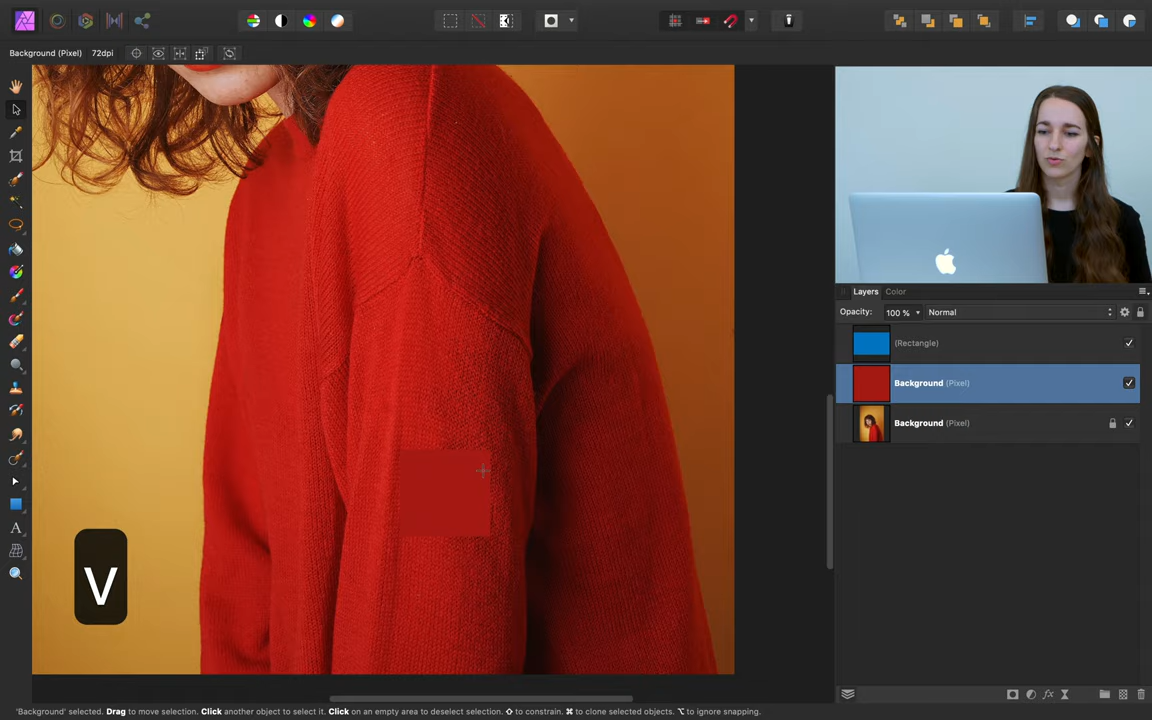 Background (Pixel) 72dpi
Layers Color
Opacity: 100 % Normal
(Rectangle)
Background (Pixel)
Background (Pixel)
V
A
'Background' selected. Drag to move selection. Click another object to select it. Click on an empty area to deselect selection. ⇧ to constrain. ⌘ to clone selected objects. ⌥ to ignore snapping.